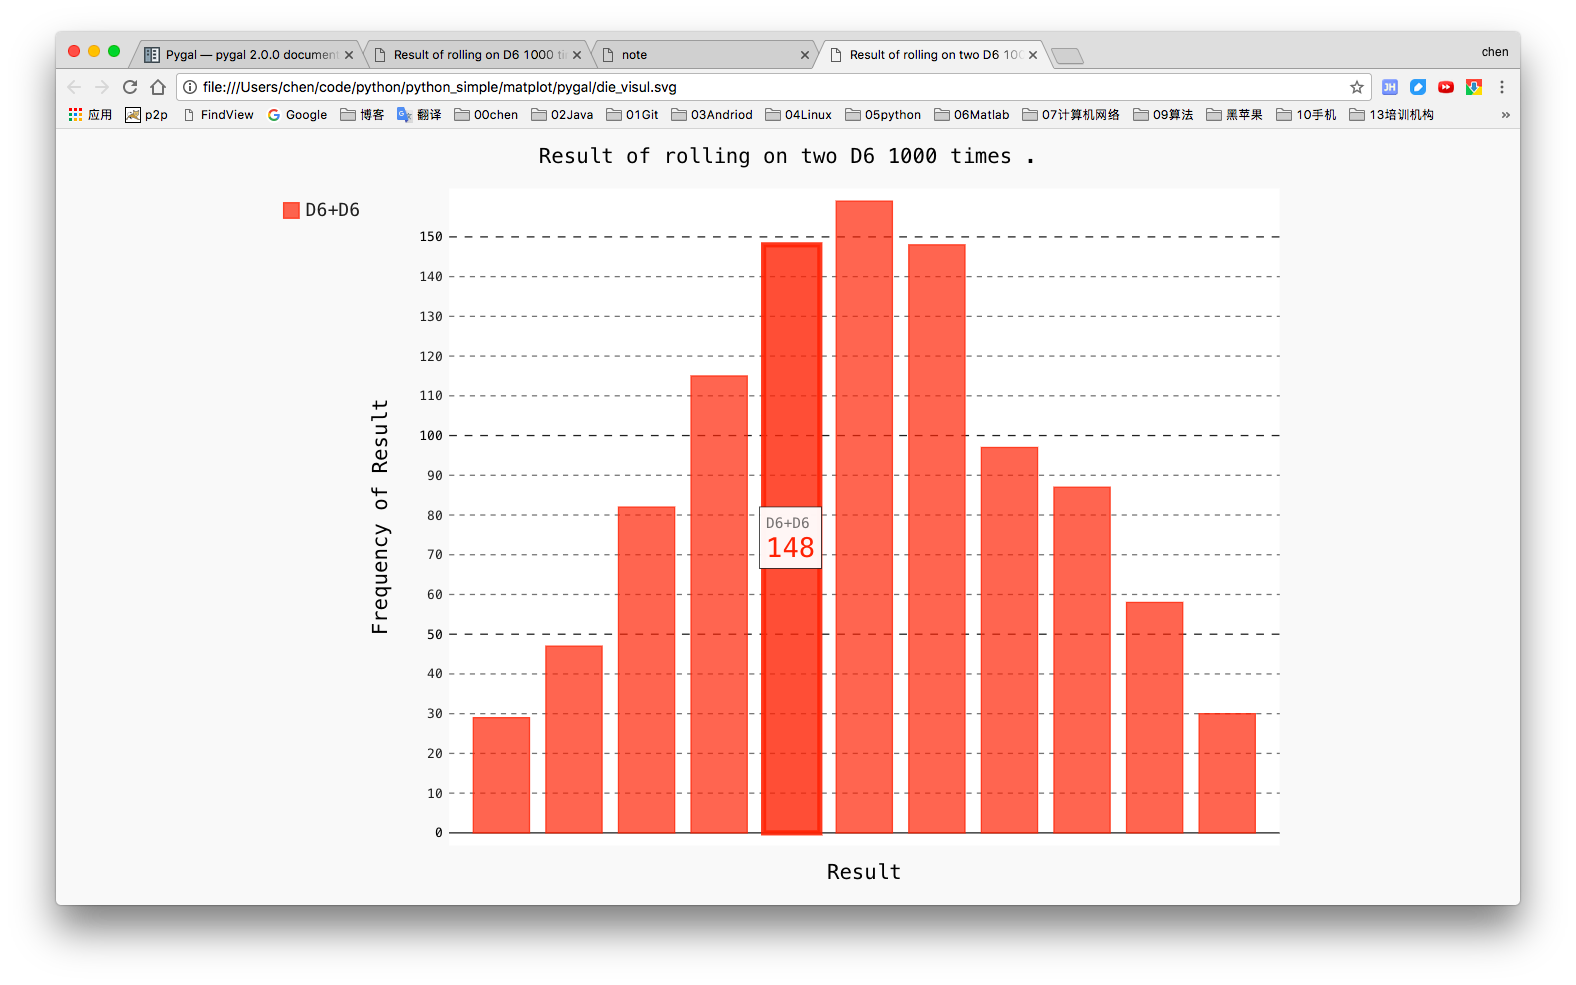 Pygal — pygal 2.0.0 document
Result of rolling on D6 1000 ti
note
Result of rolling on two D6 100
chen
file:///Users/chen/code/python/python_simple/matplot/pygal/die_visul.svg
JH
应用 p2p FindView Google 博客 翻译 00chen 02Java 01Git 03Andriod 04Linux 05python 06Matlab 07计算机网络 09算法 黑苹果 10手机 13培训机构 »
Result of rolling on two D6 1000 times .
D6+D6
150
140
130
120
110
100
90
80
70
60
50
40
30
20
10
0
Frequency of Result
D6+D6
148
Result